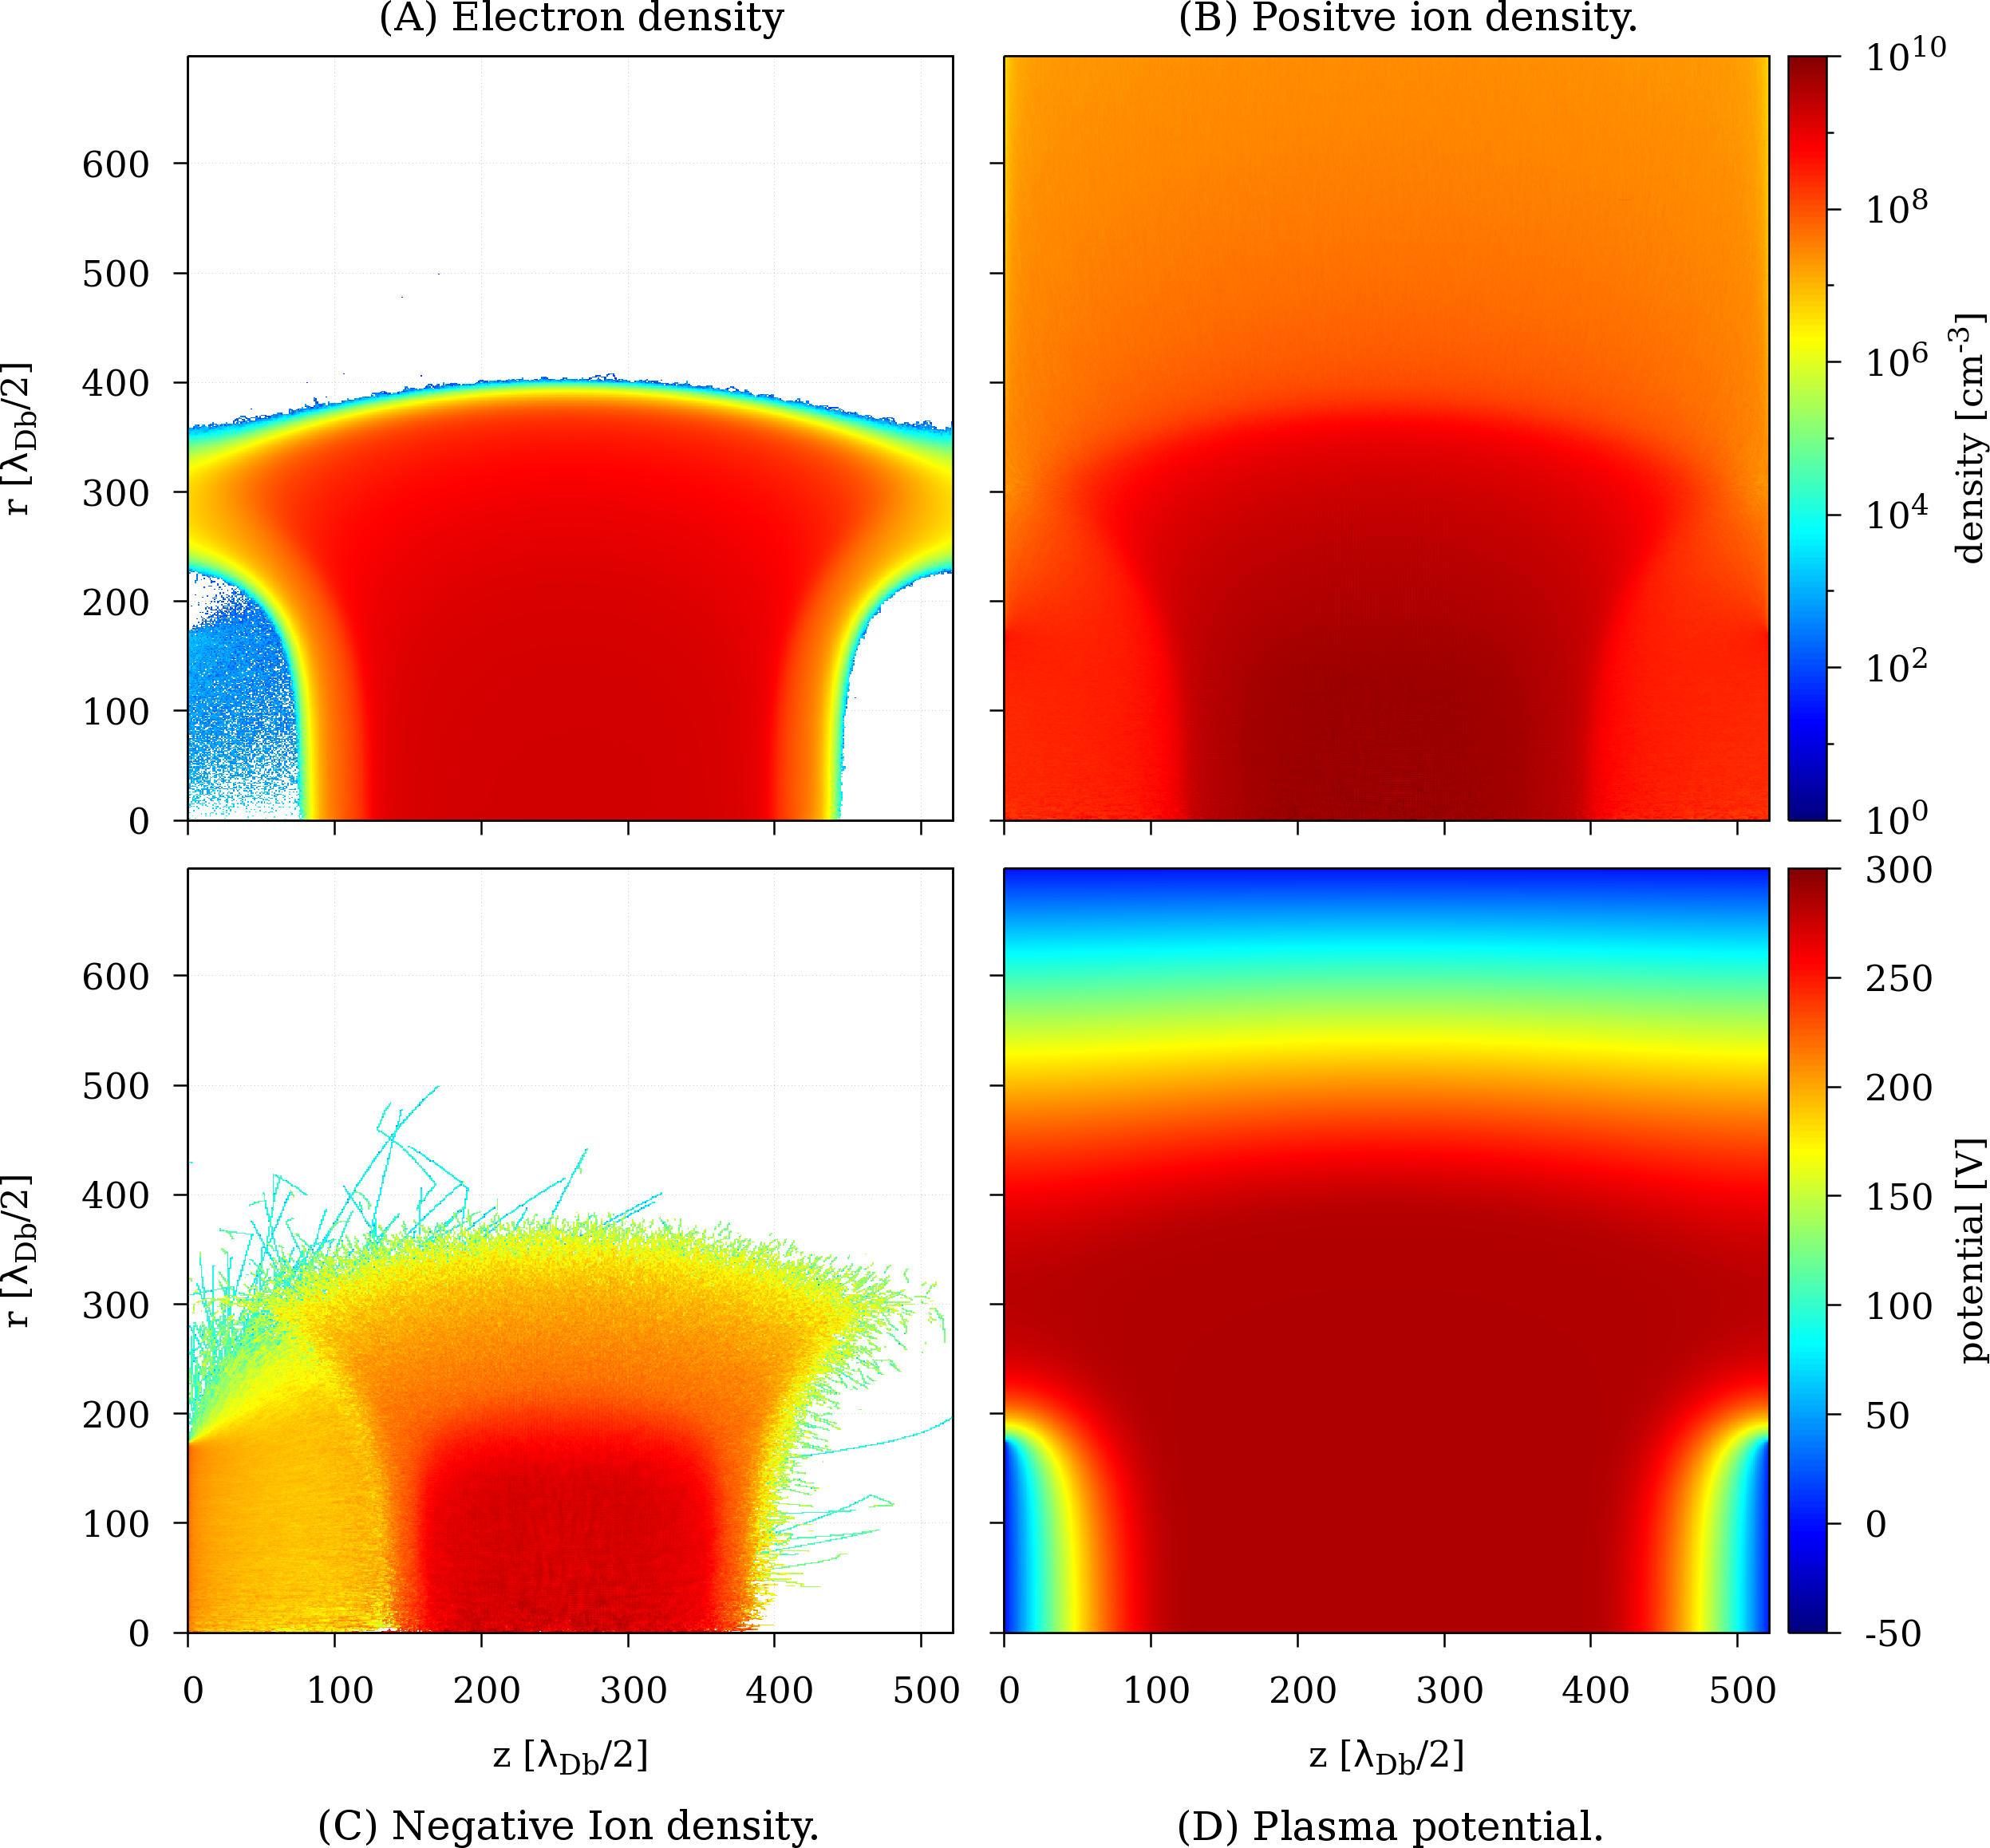 (A) Electron density
(B) Positve ion density.
600
500
400
300
200
100
0
r [λDb/2]
10^10
10^8
10^6
10^4
10^2
10^0
density [cm^-3]
600
500
400
300
200
100
0
r [λDb/2]
300
250
200
150
100
50
0
-50
potential [V]
0 100 200 300 400 500
0 100 200 300 400 500
z [λDb/2]
z [λDb/2]
(C) Negative Ion density.
(D) Plasma potential.